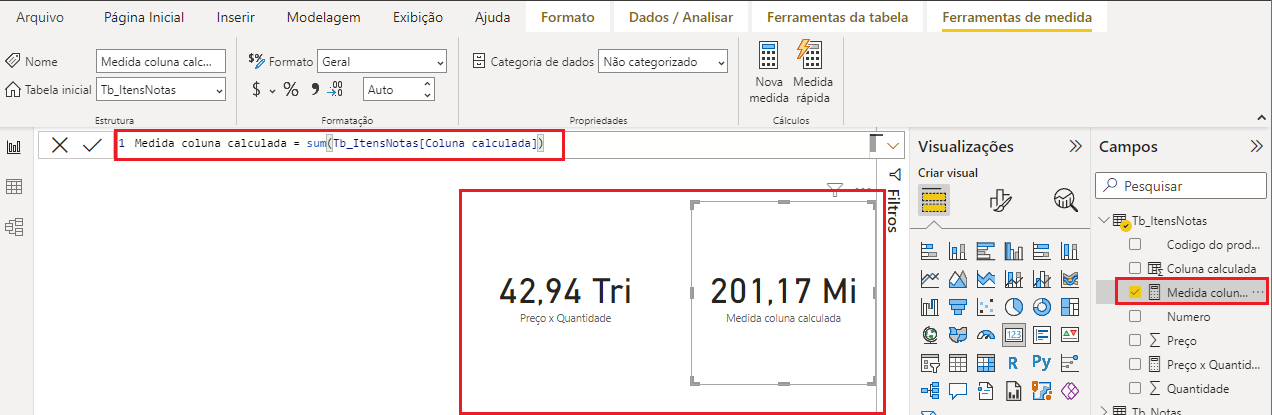 Arquivo Página Inicial Inserir Modelagem Exibição Ajuda Formato Dados / Analisar Ferramentas da tabela Ferramentas de medida
Nome Medida coluna calc...
Tabela inicial Tb_ItensNotas
Estrutura
Formato Geral
$ % 9 .00 Auto
Formatação
Categoria de dados Não categorizado
Propriedades
Nova medida
Medida rápida
Cálculos
1 Medida coluna calculada = sum(Tb_ItensNotas[Coluna calculada])
42,94 Tri
Preço x Quantidade
201,17 Mi
Medida coluna calculada
Filtros
Visualizações
Criar visual
123
R Py
Campos
Pesquisar
Tb_ItensNotas
Codigo do prod...
Coluna calculada
Medida colun... ...
Numero
Preço
Preço x Quantid...
Quantidade
Tb_Notas